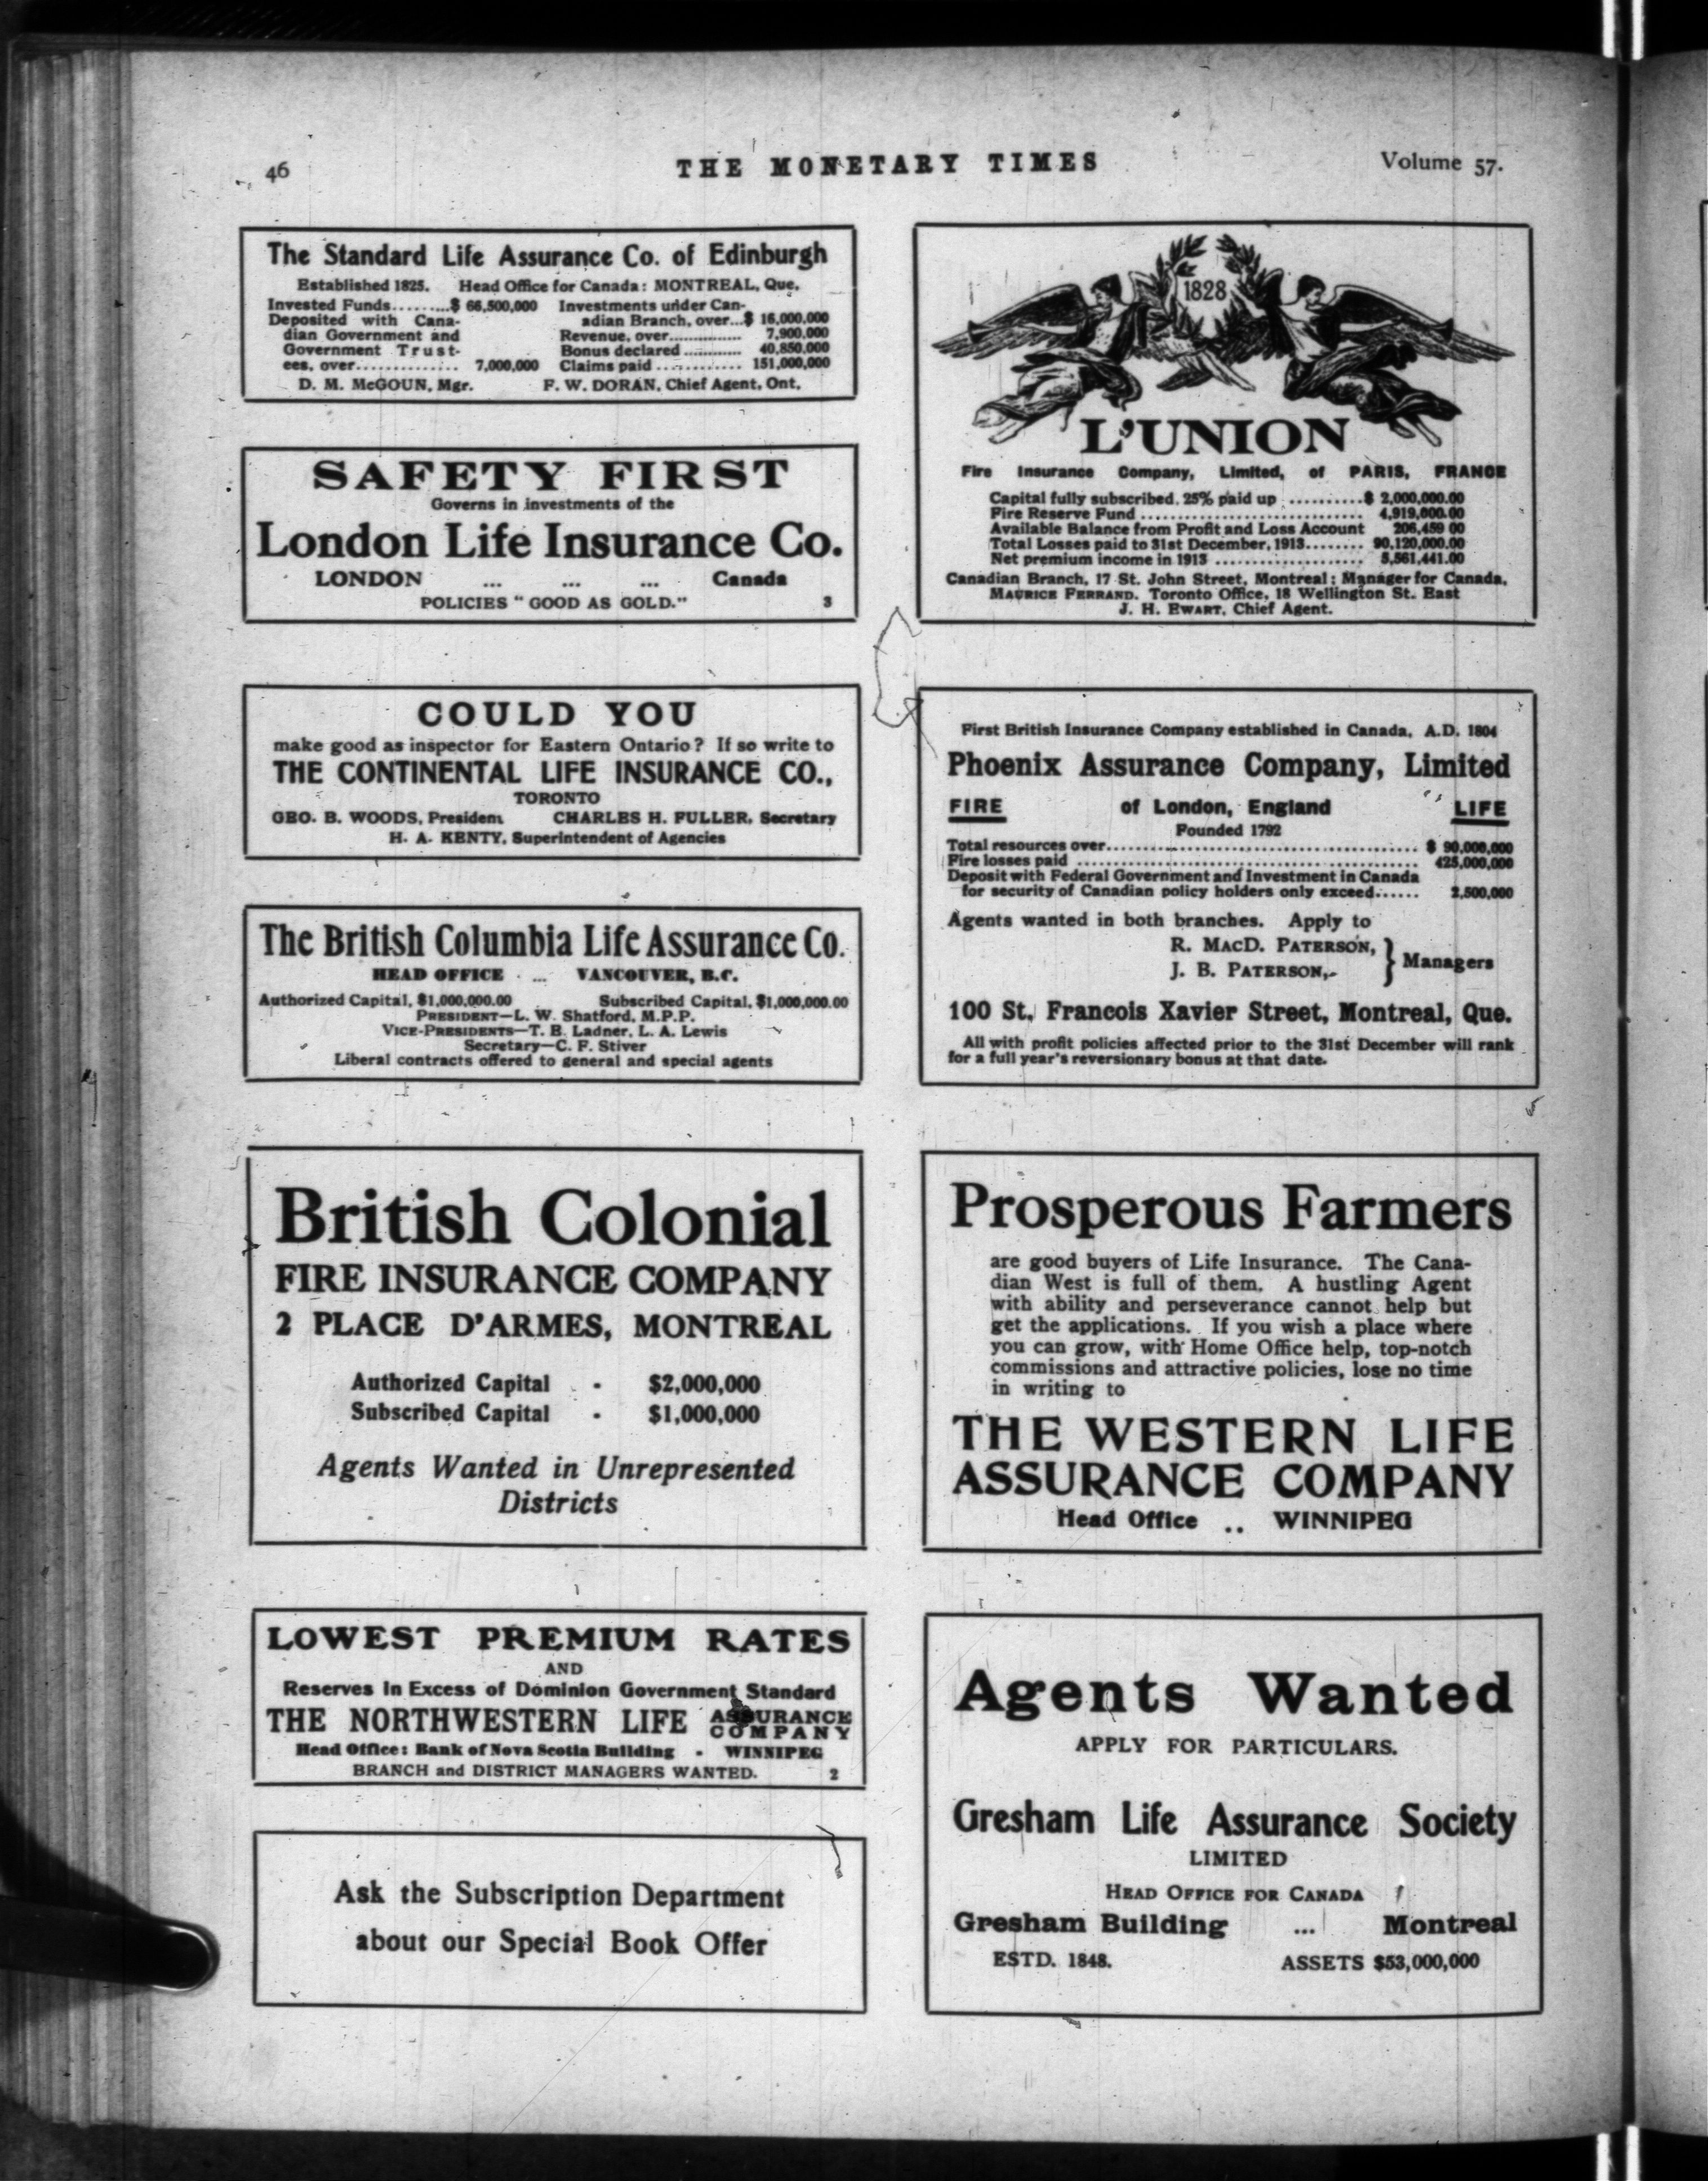 46
THE MONETARY TIMES
Volume 57.
The Standard Life Assurance Co. of Edinburgh
Established 1825. Head Office for Canada: MONTREAL, Que.
Invested Funds.........$ 66,500,000
Deposited with Cana-
dian Government and
Government Trust-
ees, over.............. 7,000,000
Investments under Can-
adian Branch, over...$ 16,000,000
Revenue, over............... 7,900,000
Bonus declared ............ 40,850,000
Claims paid ............. 151,000,000
D. M. McGOUN, Mgr. F. W. DORAN, Chief Agent, Ont.
SAFETY FIRST
Governs in investments of the
London Life Insurance Co.
LONDON ... ... ... Canada
POLICIES "GOOD AS GOLD." 3
COULD YOU
make good as inspector for Eastern Ontario? If so write to
THE CONTINENTAL LIFE INSURANCE CO.,
TORONTO
GEO. B. WOODS, President CHARLES H. FULLER, Secretary
H. A. KENTY, Superintendent of Agencies
The British Columbia Life Assurance Co.
HEAD OFFICE ... VANCOUVER, B.C.
Authorized Capital, $1,000,000.00 Subscribed Capital, $1,000,000.00
PRESIDENT—L. W. Shatford, M.P.P.
VICE-PRESIDENTS—T. B. Ladner, L. A. Lewis
Secretary—C. F. Stiver
Liberal contracts offered to general and special agents
British Colonial
FIRE INSURANCE COMPANY
2 PLACE D'ARMES, MONTREAL
Authorized Capital - $2,000,000
Subscribed Capital - $1,000,000
Agents Wanted in Unrepresented
Districts
LOWEST PREMIUM RATES
AND
Reserves in Excess of Dominion Government Standard
THE NORTHWESTERN LIFE ASSURANCE
COMPANY
Head Office: Bank of Nova Scotia Building - WINNIPEG
BRANCH and DISTRICT MANAGERS WANTED. 2
Ask the Subscription Department
about our Special Book Offer
1828
L'UNION
Fire Insurance Company, Limited, of PARIS, FRANCE
Capital fully subscribed, 25% paid up ..........$ 2,000,000.00
Fire Reserve Fund ............................ 4,919,000.00
Available Balance from Profit and Loss Account 206,459 00
Total Losses paid to 31st December, 1913........ 90,120,000.00
Net premium income in 1913 .................... 5,561,441.00
Canadian Branch, 17 St. John Street, Montreal; Manager for Canada,
MAURICE FERRAND. Toronto Office, 18 Wellington St. East
J. H. EWART, Chief Agent.
First British Insurance Company established in Canada, A.D. 1804
Phoenix Assurance Company, Limited
FIRE of London, England LIFE
Founded 1792
Total resources over.......................................... $ 90,000,000
Fire losses paid .............................................. 425,000,000
Deposit with Federal Government and Investment in Canada
for security of Canadian policy holders only exceed...... 2,500,000
Agents wanted in both branches. Apply to
R. MACD. PATERSON,
J. B. PATERSON, } Managers
100 St. Francois Xavier Street, Montreal, Que.
All with profit policies affected prior to the 31st December will rank
for a full year's reversionary bonus at that date.
Prosperous Farmers
are good buyers of Life Insurance. The Cana-
dian West is full of them. A hustling Agent
with ability and perseverance cannot help but
get the applications. If you wish a place where
you can grow, with Home Office help, top-notch
commissions and attractive policies, lose no time
in writing to
THE WESTERN LIFE
ASSURANCE COMPANY
Head Office .. WINNIPEG
Agents Wanted
APPLY FOR PARTICULARS.
Gresham Life Assurance Society
LIMITED
HEAD OFFICE FOR CANADA
Gresham Building ... Montreal
ESTD. 1848. ASSETS $53,000,000